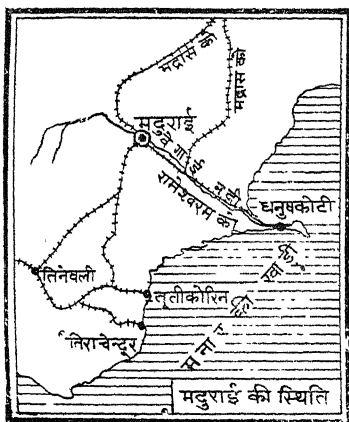 मद्रास को
मद्रास को
मदुराई
वेगाई नदी
रामेश्वरम को
धनुषकोटी
तिनेवली
तूतीकोरिन
तिराचेन्दूर
मनार की खाड़ी
मदुराई की स्थिति